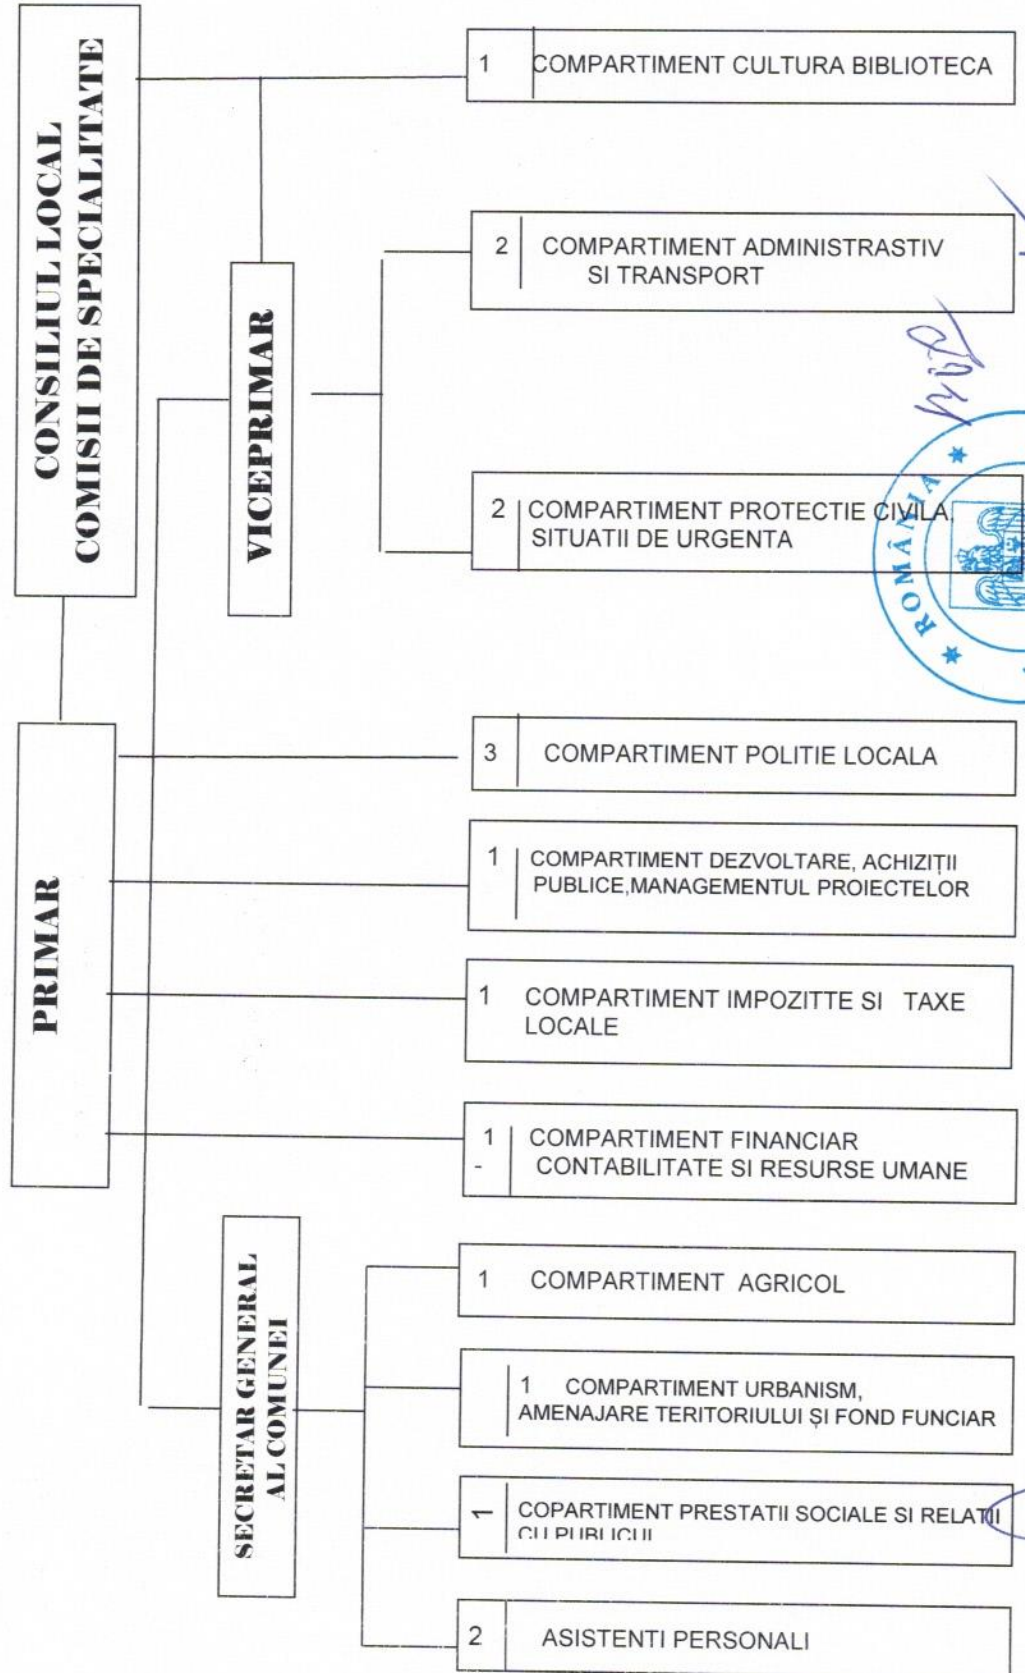 CONSILIUL LOCAL
COMISII DE SPECIALITATE
PRIMAR
VICEPRIMAR
SECRETAR GENERAL
AL COMUNEI
1 COMPARTIMENT CULTURA BIBLIOTECA
2 COMPARTIMENT ADMINISTRASTIV
SI TRANSPORT
2 COMPARTIMENT PROTECTIE CIVILA,
SITUATII DE URGENTA
3 COMPARTIMENT POLITIE LOCALA
1 COMPARTIMENT DEZVOLTARE, ACHIZIȚII
PUBLICE,MANAGEMENTUL PROIECTELOR
1 COMPARTIMENT IMPOZITTE SI TAXE
LOCALE
1 COMPARTIMENT FINANCIAR
- CONTABILITATE SI RESURSE UMANE
1 COMPARTIMENT AGRICOL
1 COMPARTIMENT URBANISM,
AMENAJARE TERITORIULUI ȘI FOND FUNCIAR
1 COPARTIMENT PRESTATII SOCIALE SI RELATII
CU PUBLICUL
2 ASISTENTI PERSONALI
ROMÂNIA